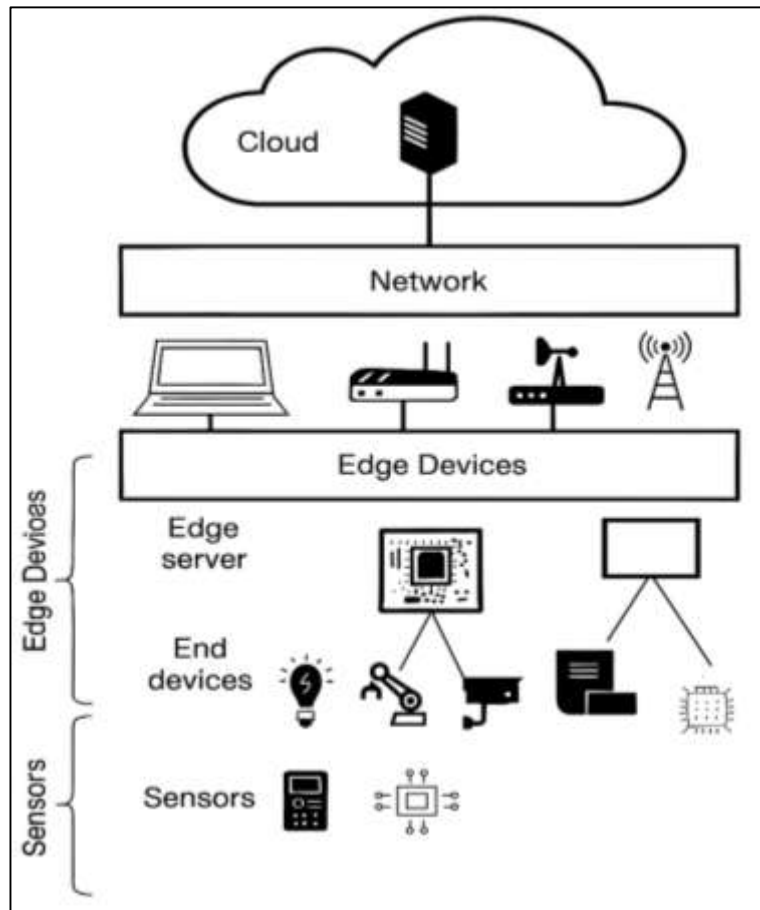 Cloud
Network
Edge Devices
Edge Devices
Edge
server
End
devices
Sensors
Sensors